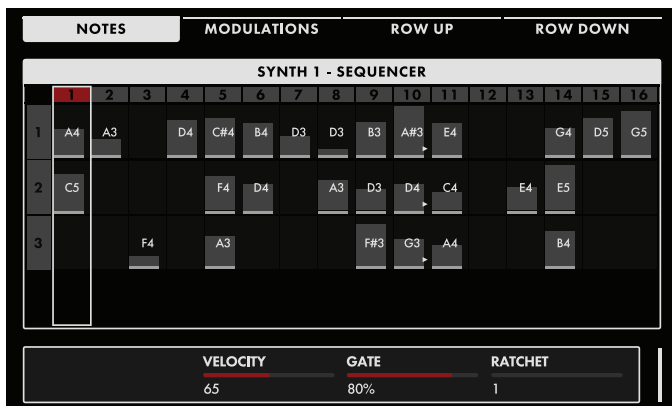 NOTES MODULATIONS ROW UP ROW DOWN
SYNTH 1 - SEQUENCER
1 2 3 4 5 6 7 8 9 10 11 12 13 14 15 16
1 A4 A3 D4 C#4 B4 D3 D3 B3 A#3 E4 G4 D5 G5
2 C5 F4 D4 A3 D3 D4 C4 E4 E5
3 F4 A3 F#3 G3 A4 B4
VELOCITY GATE RATCHET
65 80% 1